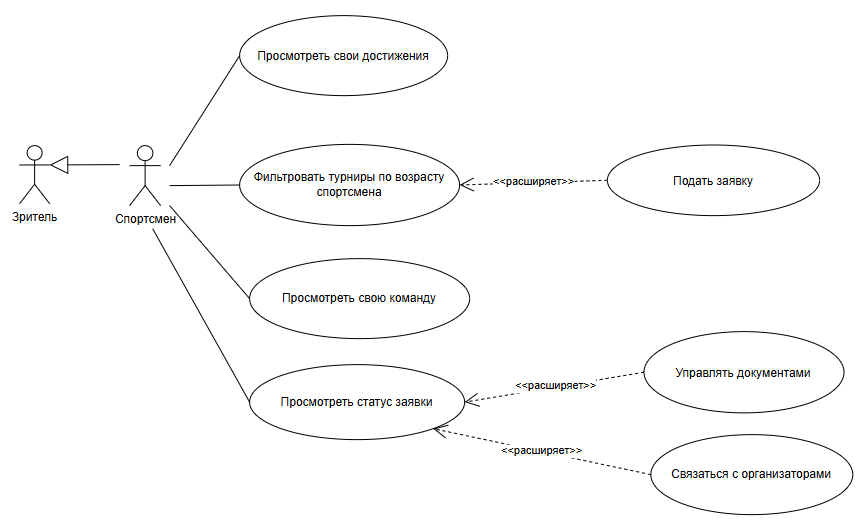 Просмотреть свои достижения
Фильтровать турниры по возрасту
спортсмена
<<расширяет>>
Подать заявку
Зритель
Спортсмен
Просмотреть свою команду
Просмотреть статус заявки
<<расширяет>>
Управлять документами
<<расширяет>>
Связаться с организаторами